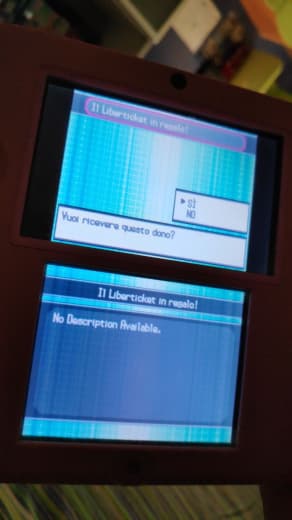 Il Liberticket in regalo!
SÌ
NO
Vuoi ricevere questo dono?
Il Liberticket in regalo!
No Description Available.